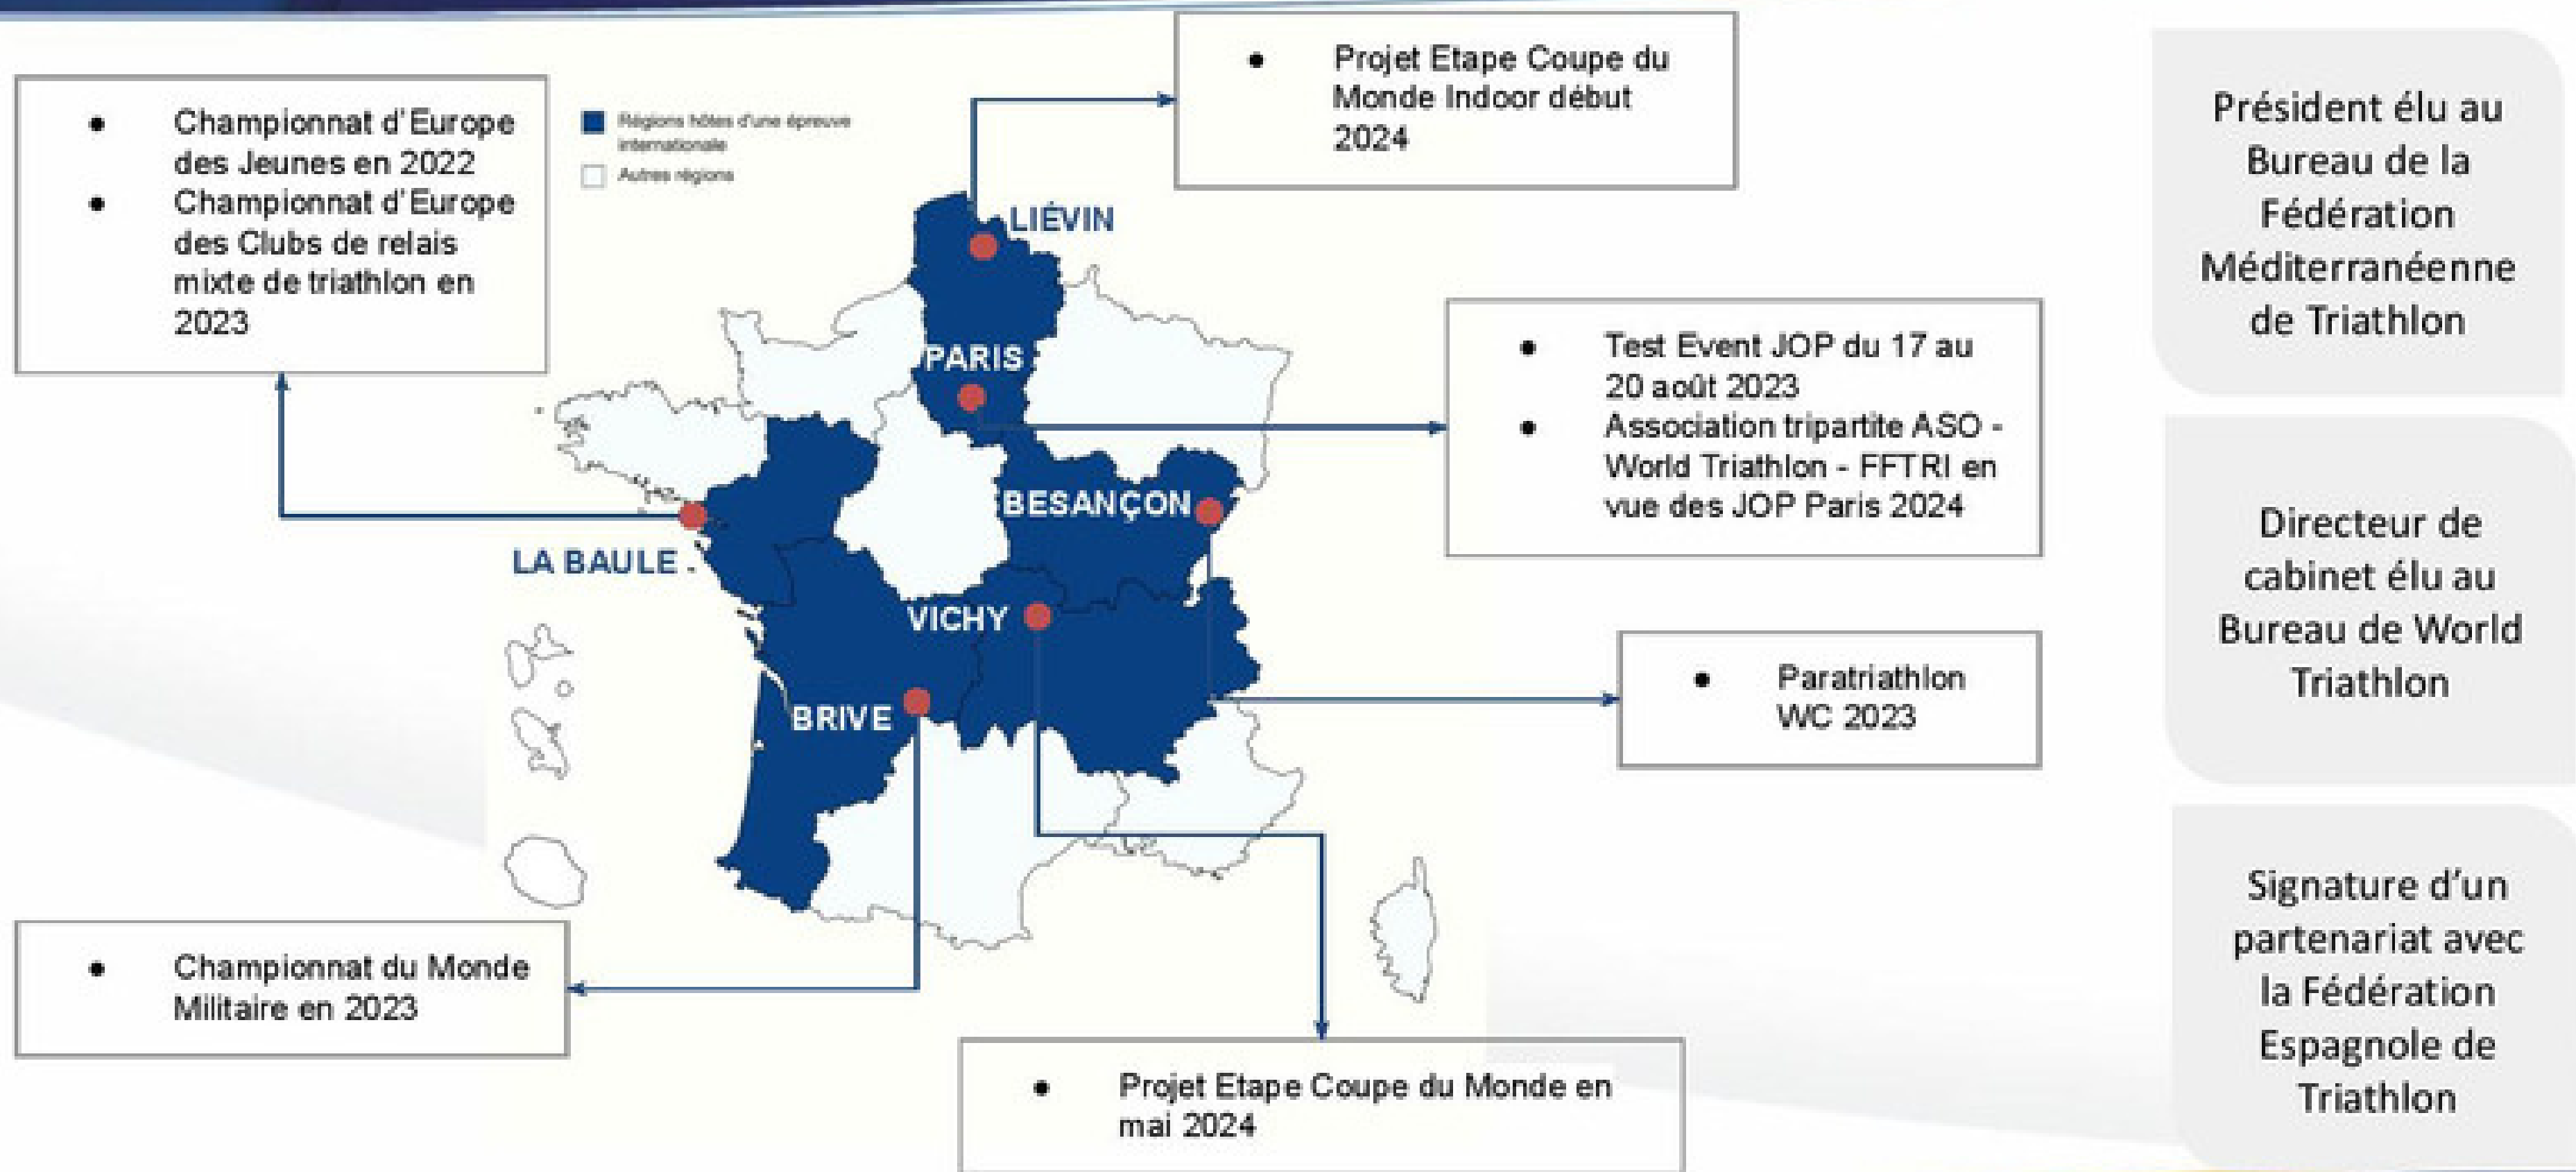 • Championnat d'Europe
des Jeunes en 2022
• Championnat d'Europe
des Clubs de relais
mixte de triathlon en
2023
Régions hôtes d'une épreuve
internationale
Autres régions
• Projet Etape Coupe du
Monde Indoor début
2024
LIÉVIN
PARIS
• Test Event JOP du 17 au
20 août 2023
• Association tripartite ASO -
World Triathlon - FFTRI en
vue des JOP Paris 2024
BESANÇON
LA BAULE
VICHY
BRIVE
• Paratriathlon
WC 2023
• Championnat du Monde
Militaire en 2023
• Projet Etape Coupe du Monde en
mai 2024
Président élu au
Bureau de la
Fédération
Méditerranéenne
de Triathlon
Directeur de
cabinet élu au
Bureau de World
Triathlon
Signature d'un
partenariat avec
la Fédération
Espagnole de
Triathlon